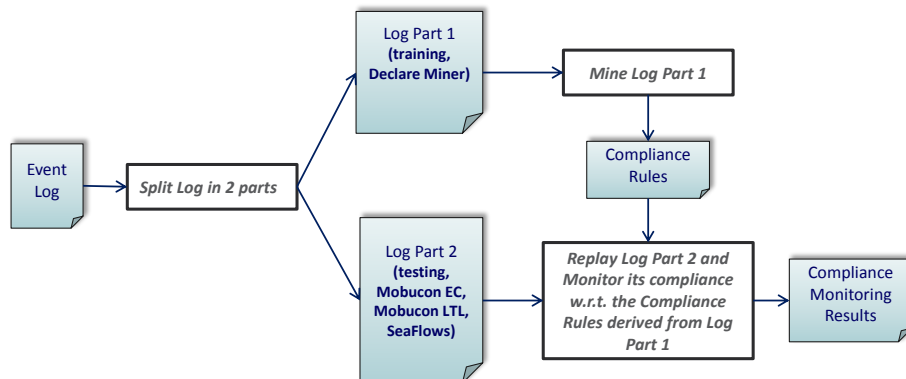 Event
Log
Split Log in 2 parts
Log Part 1
(training,
Declare Miner)
Mine Log Part 1
Compliance
Rules
Log Part 2
(testing,
Mobucon EC,
Mobucon LTL,
SeaFlows)
Replay Log Part 2 and
Monitor its compliance
w.r.t. the Compliance
Rules derived from Log
Part 1
Compliance
Monitoring
Results